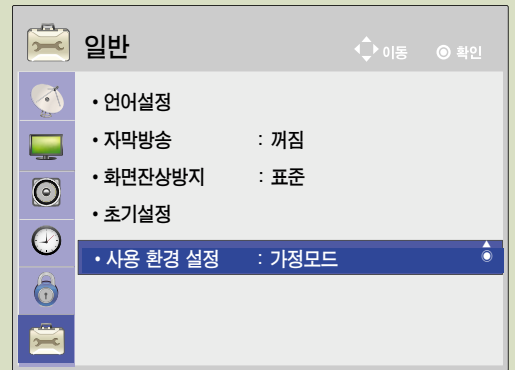 일반
이동 확인
• 언어설정
• 자막방송 : 꺼짐
• 화면잔상방지 : 표준
• 초기설정
• 사용 환경 설정 : 가정모드